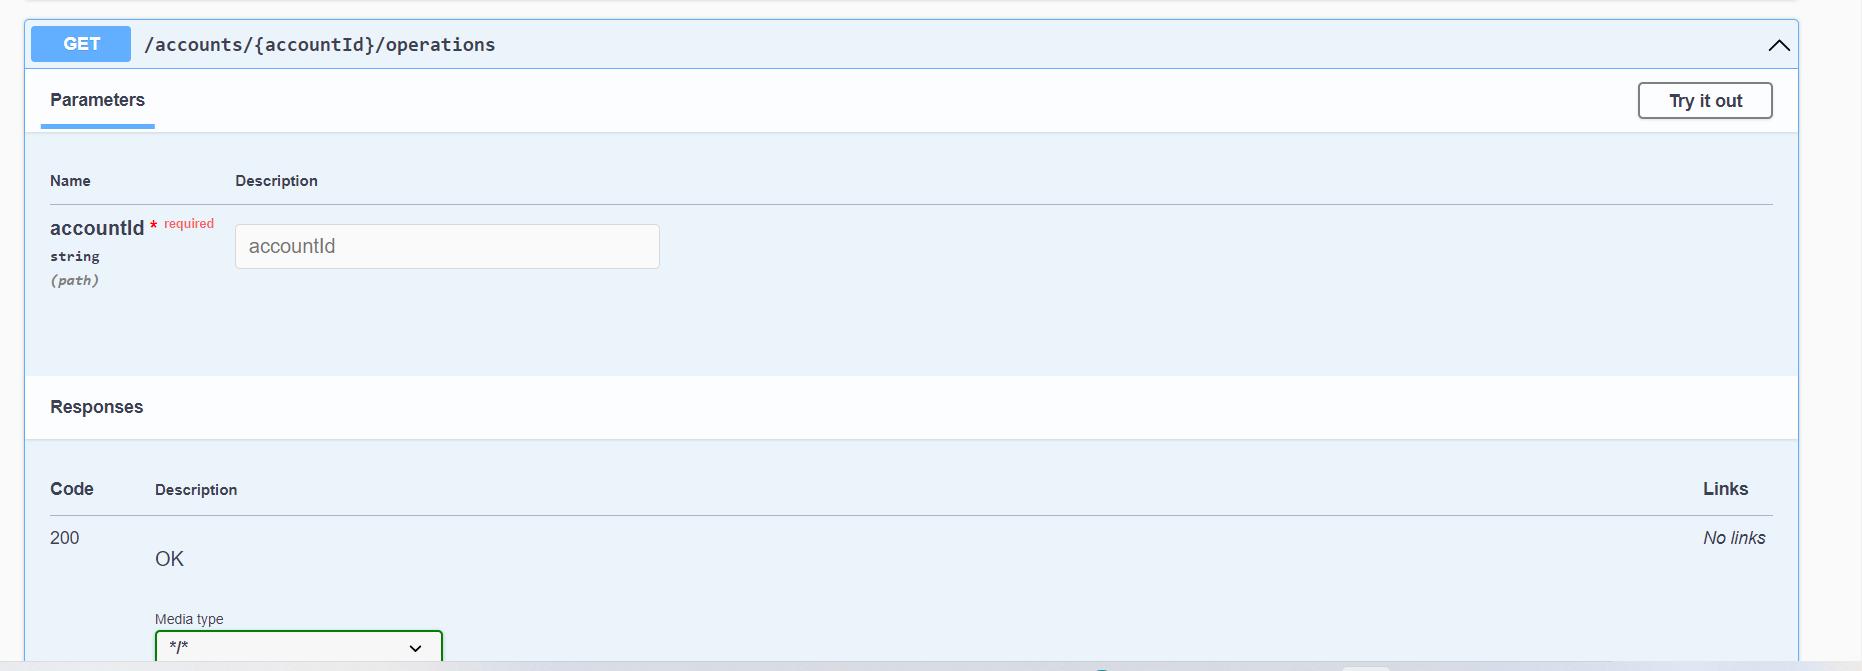 GET /accounts/{accountId}/operations
Parameters
Try it out
Name Description
accountId * required
string
(path)
accountId
Responses
Code Description Links
200
OK
No links
Media type
*/*